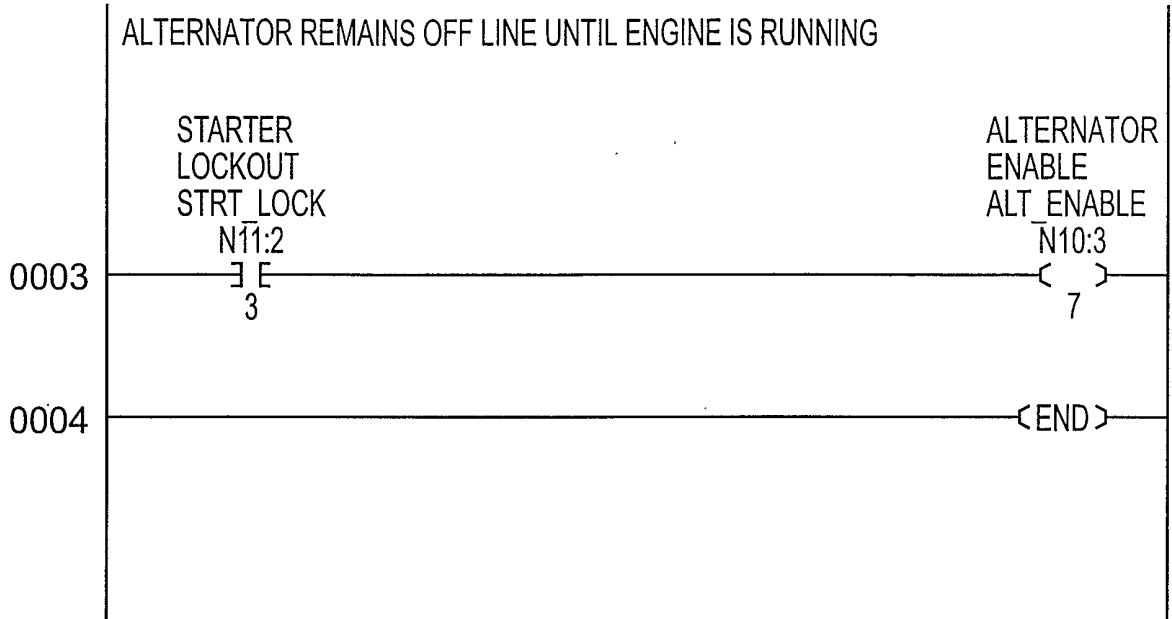 ALTERNATOR REMAINS OFF LINE UNTIL ENGINE IS RUNNING
STARTER
LOCKOUT
STRT_LOCK
N11:2
3
ALTERNATOR
ENABLE
ALT_ENABLE
N10:3
7
0003
0004
END